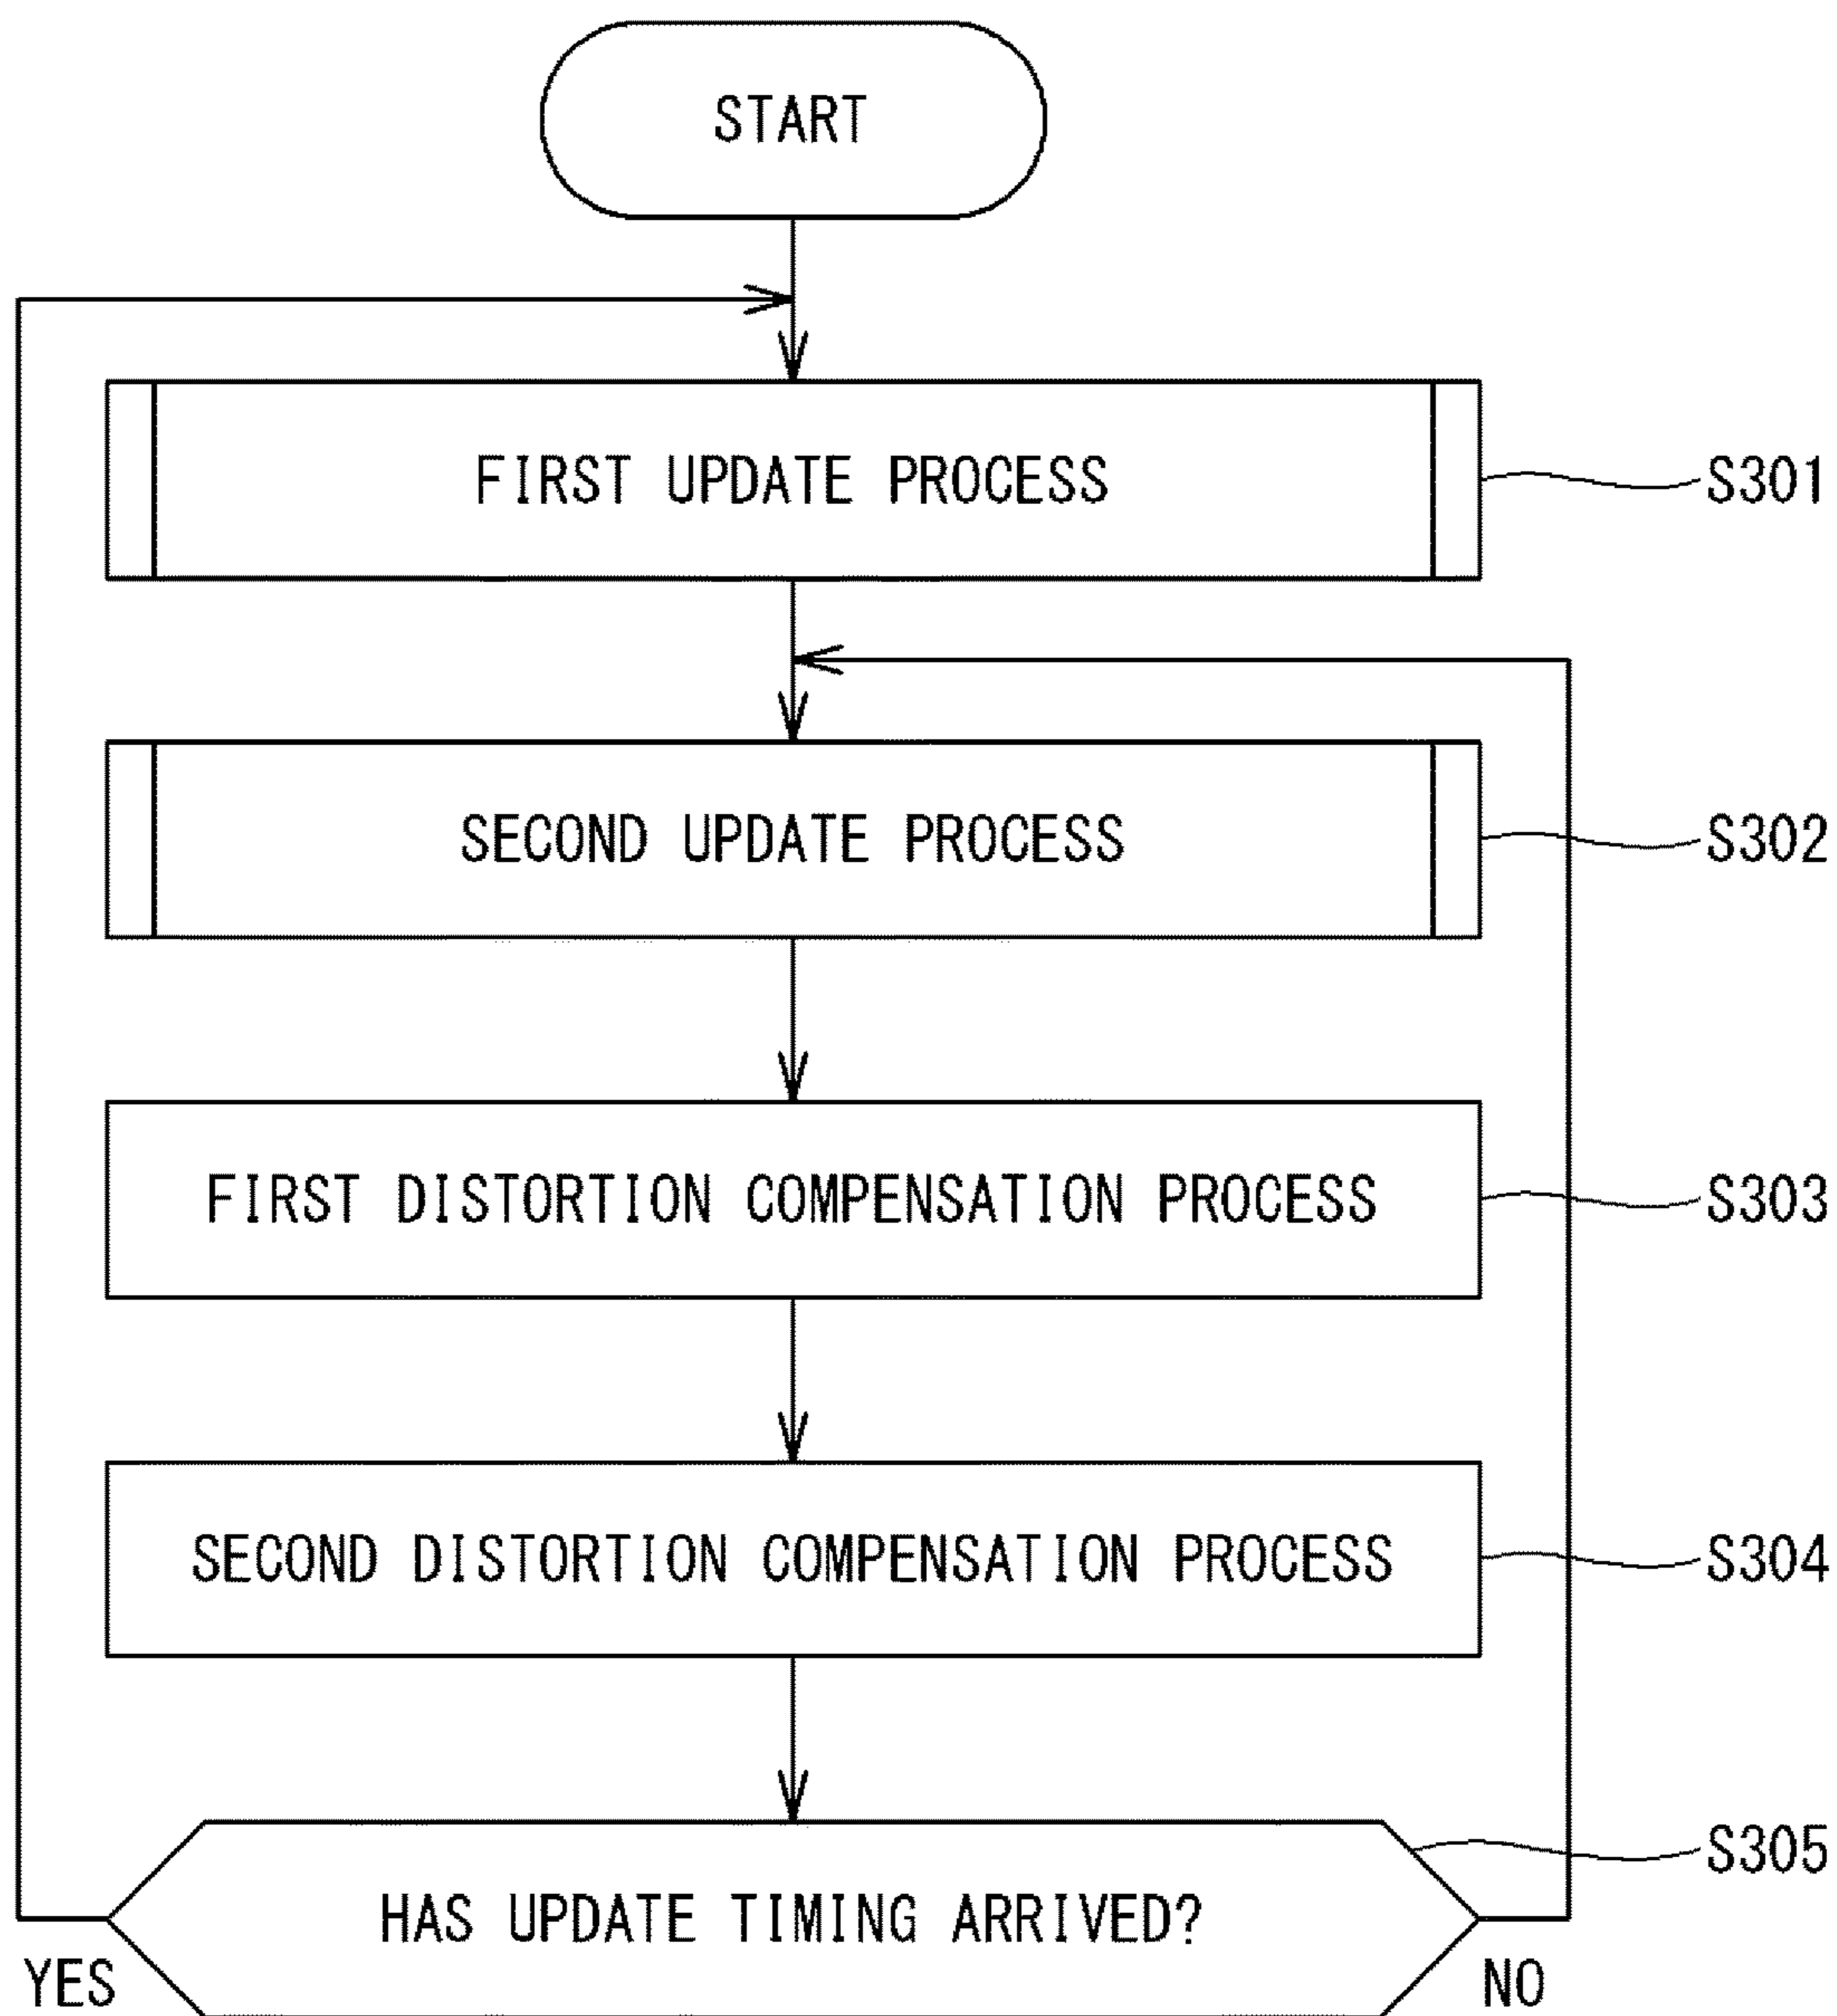 START
FIRST UPDATE PROCESS
S301
SECOND UPDATE PROCESS
S302
FIRST DISTORTION COMPENSATION PROCESS
S303
SECOND DISTORTION COMPENSATION PROCESS
S304
S305
HAS UPDATE TIMING ARRIVED?
YES
NO